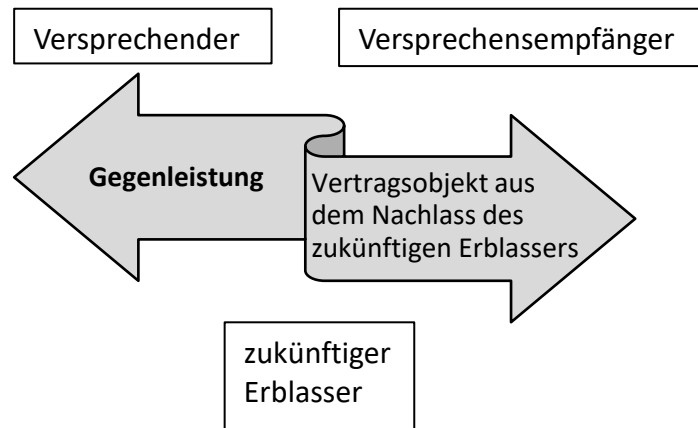 Versprechender
Versprechensempfänger
Gegenleistung
Vertragsobjekt aus
dem Nachlass des
zukünftigen Erblassers
zukünftiger
Erblasser